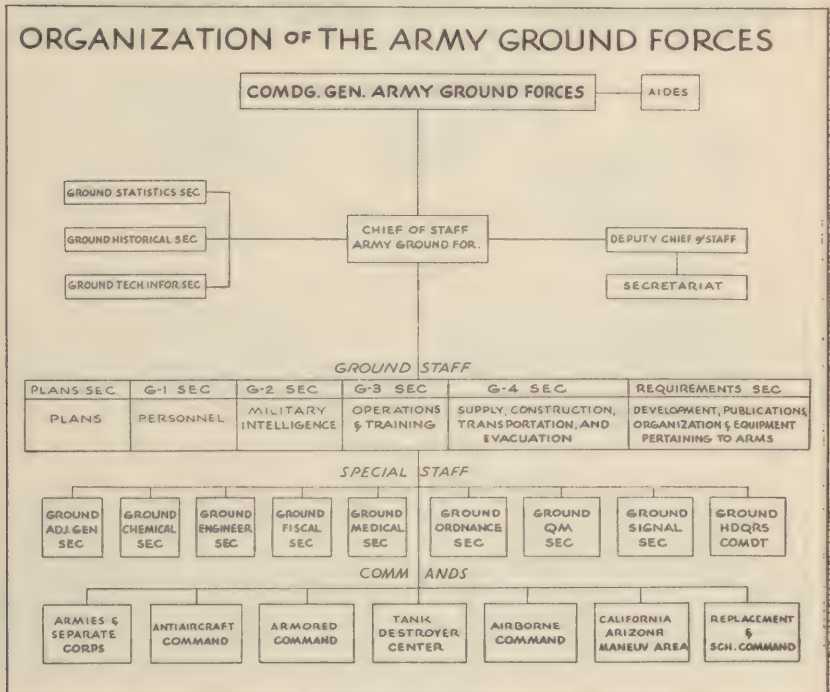 ORGANIZATION OF THE ARMY GROUND FORCES
COMDG. GEN. ARMY GROUND FORCES
AIDES
GROUND STATISTICS SEC
GROUND HISTORICAL SEC
GROUND TECH. INFOR SEC
CHIEF OF STAFF
ARMY GROUND FOR.
DEPUTY CHIEF of STAFF
SECRETARIAT
GROUND STAFF
PLANS SEC
PLANS
G-1 SEC
PERSONNEL
G-2 SEC
MILITARY
INTELLIGENCE
G-3 SEC
OPERATIONS
& TRAINING
G-4 SEC
SUPPLY, CONSTRUCTION,
TRANSPORTATION, AND
EVACUATION
REQUIREMENTS SEC
DEVELOPMENT, PUBLICATIONS,
ORGANIZATION & EQUIPMENT
PERTAINING TO ARMS
SPECIAL STAFF
GROUND
ADJ. GEN
SEC
GROUND
CHEMICAL
SEC
GROUND
ENGINEER
SEC
GROUND
FISCAL
SEC
GROUND
MEDICAL
SEC
GROUND
ORDNANCE
SEC
GROUND
QM
SEC
GROUND
SIGNAL
SEC
GROUND
HDQRS
COMDT
COMMANDS
ARMIES &
SEPARATE
CORPS
ANTIAIRCRAFT
COMMAND
ARMORED
COMMAND
TANK
DESTROYER
CENTER
AIRBORNE
COMMAND
CALIFORNIA
ARIZONA
MANEUV AREA
REPLACEMENT
&
SCH. COMMAND